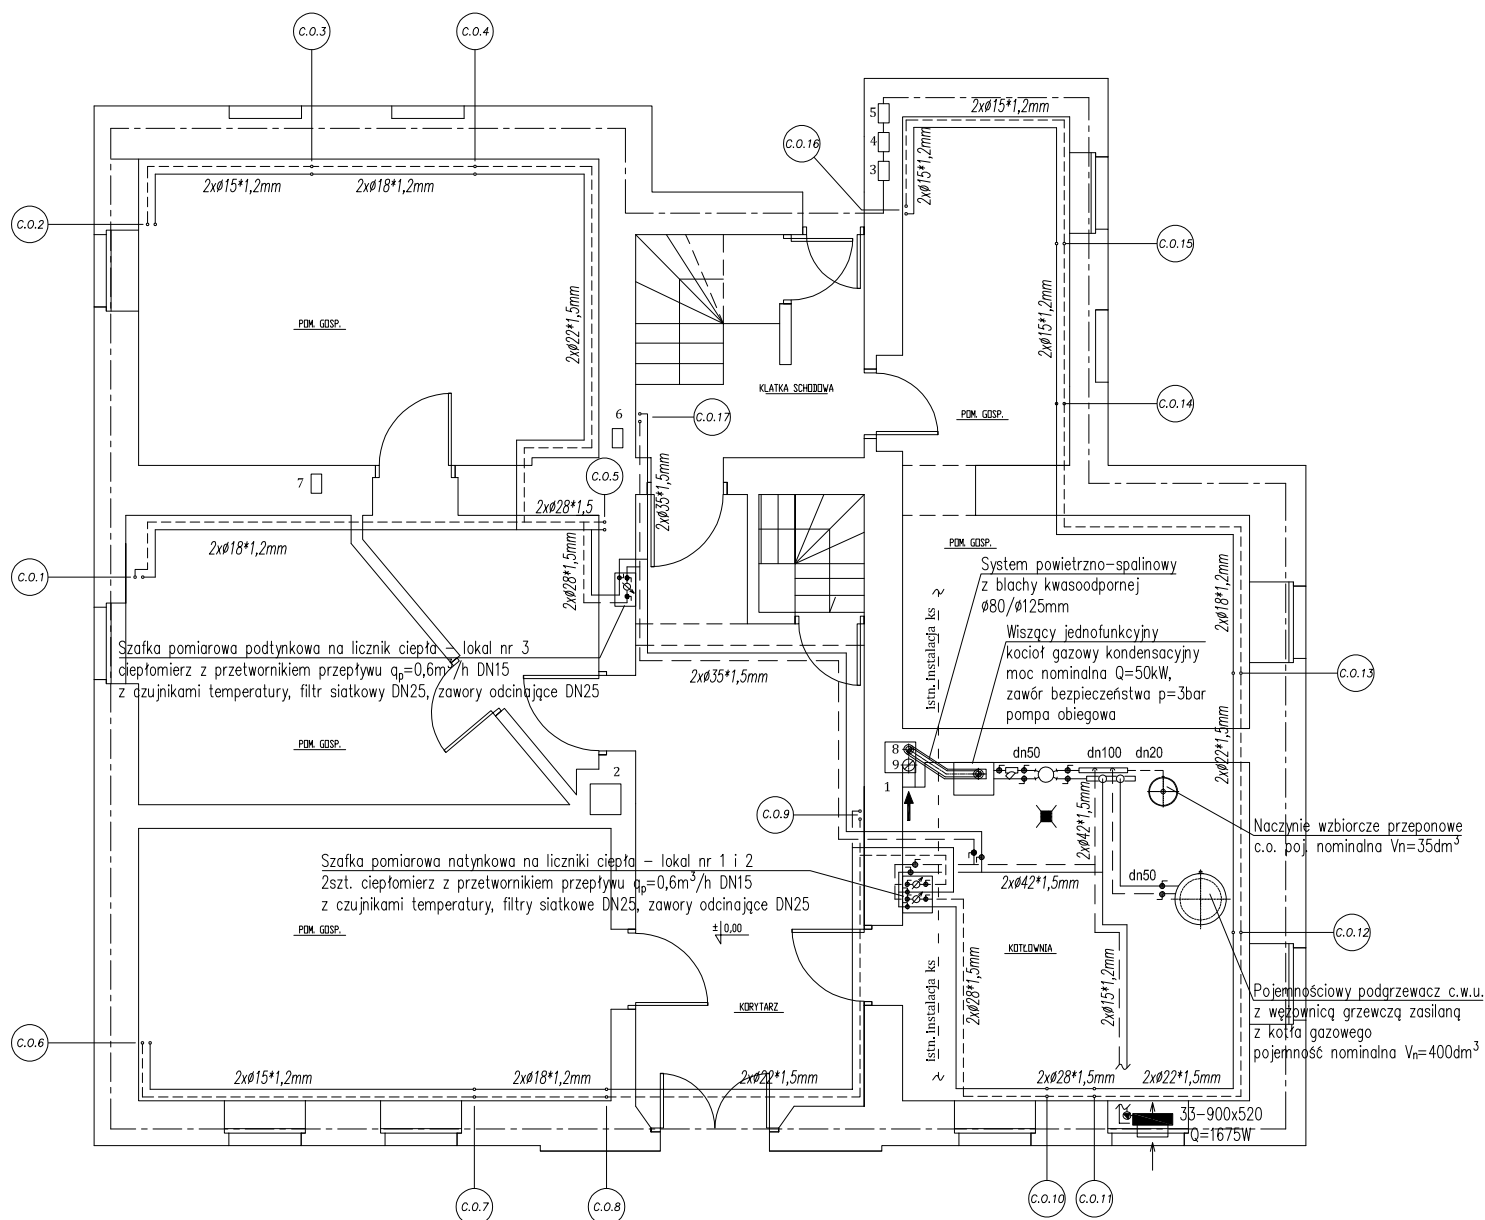 C.O.3
C.O.4
5
2xø15*1,2mm
4
C.O.16
3
2xø15*1,2mm
2xø15*1,2mm
2xø18*1,2mm
C.O.2
C.O.15
2xø22*1,5mm
2xø15*1,2mm
POM. GOSP.
KLATKA SCHODOWA
C.O.14
POM. GOSP.
6
C.O.17
C.O.5
7
2xø35*1,5mm
2xø28*1,5
2xø18*1,2mm
POM. GOSP.
C.O.1
2xø28*1,5mm
System powietrzno-spalinowy
z blachy kwasoodpornej
ø80/ø125mm
2xø18*1,2mm
Istn. Instalacja ks
Wiszący jednofunkcyjny
kocioł gazowy kondensacyjny
moc nominalna Q=50kW,
zawór bezpieczeństwa p=3bar
pompa obiegowa
Szafka pomiarowa podtynkowa na licznik ciepła – lokal nr 3
ciepłomierz z przetwornikiem przepływu qp=0,6m³/h DN15
z czujnikami temperatury, filtr siatkowy DN25, zawory odcinające DN25
2xø35*1,5mm
C.O.13
2xø22*1,5mm
POM. GOSP.
8
9
dn50
dn100
dn20
2
1
C.O.9
2xø42*1,5mm
Naczynie wzbiorcze przeponowe
c.o. poj. nominalna Vn=35dm³
Szafka pomiarowa natynkowa na liczniki ciepła – lokal nr 1 i 2
2szt. ciepłomierz z przetwornikiem przepływu qp=0,6m³/h DN15
z czujnikami temperatury, filtry siatkowe DN25, zawory odcinające DN25
2xø42*1,5mm
dn50
POM. GOSP.
±0,00
C.O.12
KOTŁOWNIA
Istn. Instalacja ks
2xø28*1,5mm
2xø15*1,2mm
Pojemnościowy podgrzewacz c.w.u.
z wężownicą grzewczą zasilaną
z kotła gazowego
pojemność nominalna Vn=400dm³
KORYTARZ
C.O.6
2xø15*1,2mm
2xø18*1,2mm
2xø22*1,5mm
2xø28*1,5mm
2xø22*1,5mm
33-900x520
Q=1675W
C.O.7
C.O.8
C.O.10
C.O.11